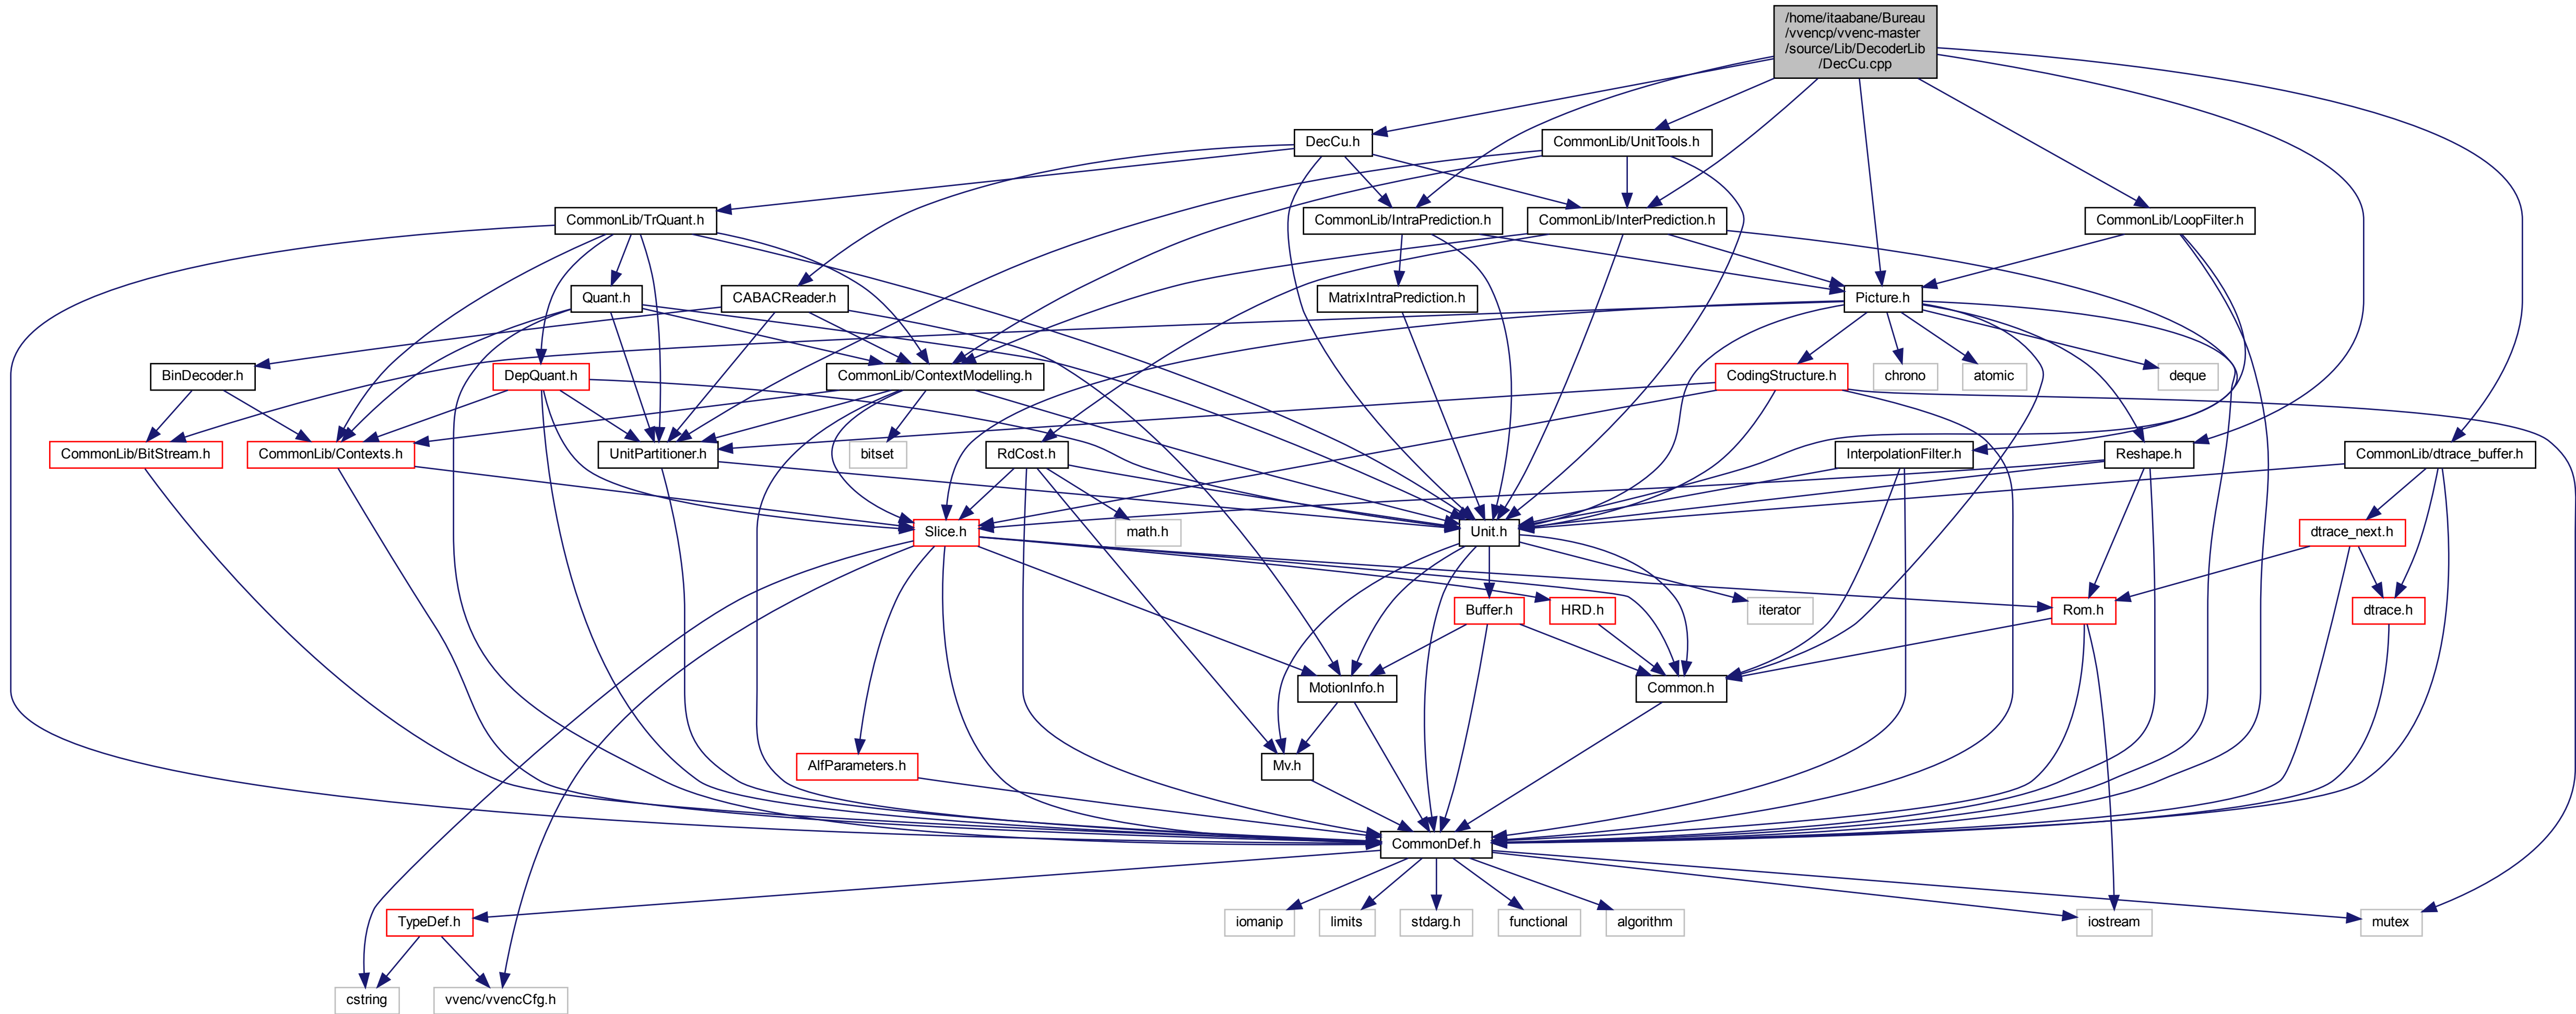 /home/itaabane/Bureau
/vvencp/vvenc-master
/source/Lib/DecoderLib
/DecCu.cpp
DecCu.h
CommonLib/UnitTools.h
CommonLib/TrQuant.h
CommonLib/IntraPrediction.h
CommonLib/InterPrediction.h
CommonLib/LoopFilter.h
Quant.h
CABACReader.h
MatrixIntraPrediction.h
Picture.h
BinDecoder.h
DepQuant.h
CommonLib/ContextModelling.h
CodingStructure.h
chrono
atomic
deque
CommonLib/BitStream.h
CommonLib/Contexts.h
UnitPartitioner.h
bitset
RdCost.h
InterpolationFilter.h
Reshape.h
CommonLib/dtrace_buffer.h
Slice.h
math.h
Unit.h
dtrace_next.h
Buffer.h
HRD.h
iterator
Rom.h
dtrace.h
MotionInfo.h
Common.h
AlfParameters.h
Mv.h
CommonDef.h
TypeDef.h
iomanip
limits
stdarg.h
functional
algorithm
iostream
mutex
cstring
vvenc/vvencCfg.h